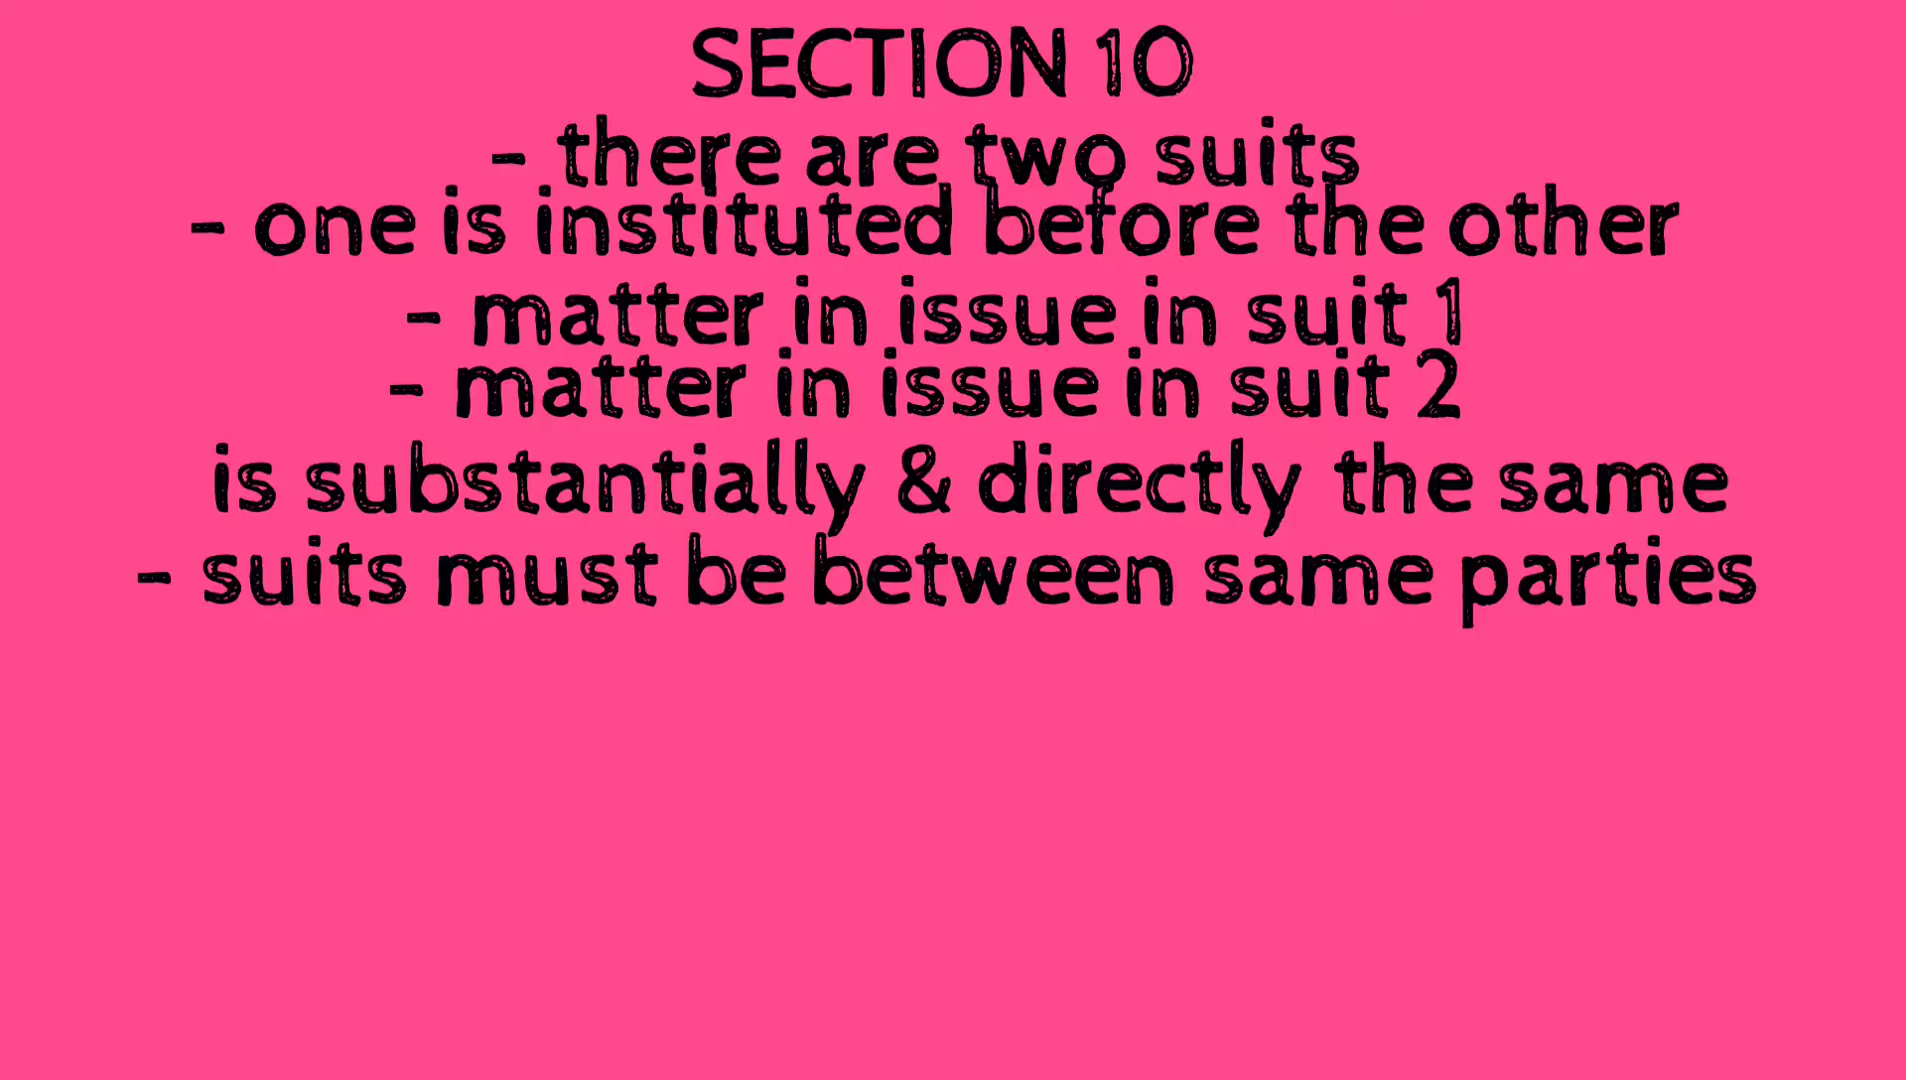 SECTION 10
- there are two suits
- one is instituted before the other
- matter in issue in suit 1
- matter in issue in suit 2
is substantially & directly the same
- suits must be between same parties